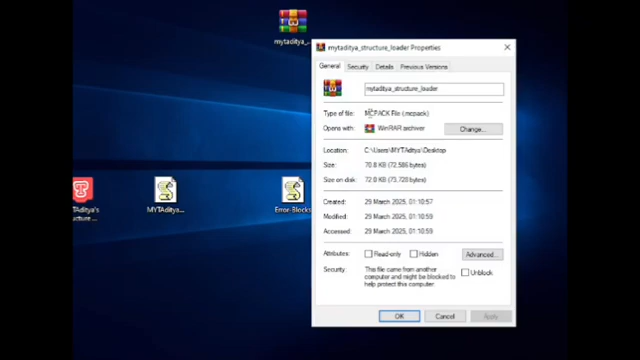 mytaditya_...
mytaditya_structure_loader Properties
General Security Details Previous Versions
mytaditya_structure_loader
Type of file: MCPACK File (.mcpack)
Opens with: WinRAR archiver Change...
Location: C:\Users\MYTAditya\Desktop
Size: 70.8 KB (72,586 bytes)
Size on disk: 72.0 KB (73,728 bytes)
Created: 29 March 2025, 01:10:57
Modified: 29 March 2025, 01:10:59
Accessed: 29 March 2025, 01:10:59
Attributes: Read-only Hidden Advanced...
Security: This file came from another
computer and might be blocked to
help protect this computer.
Unblock
OK Cancel Apply
TAditya's
ucture ...
MYTAditya...
Error-Blocks